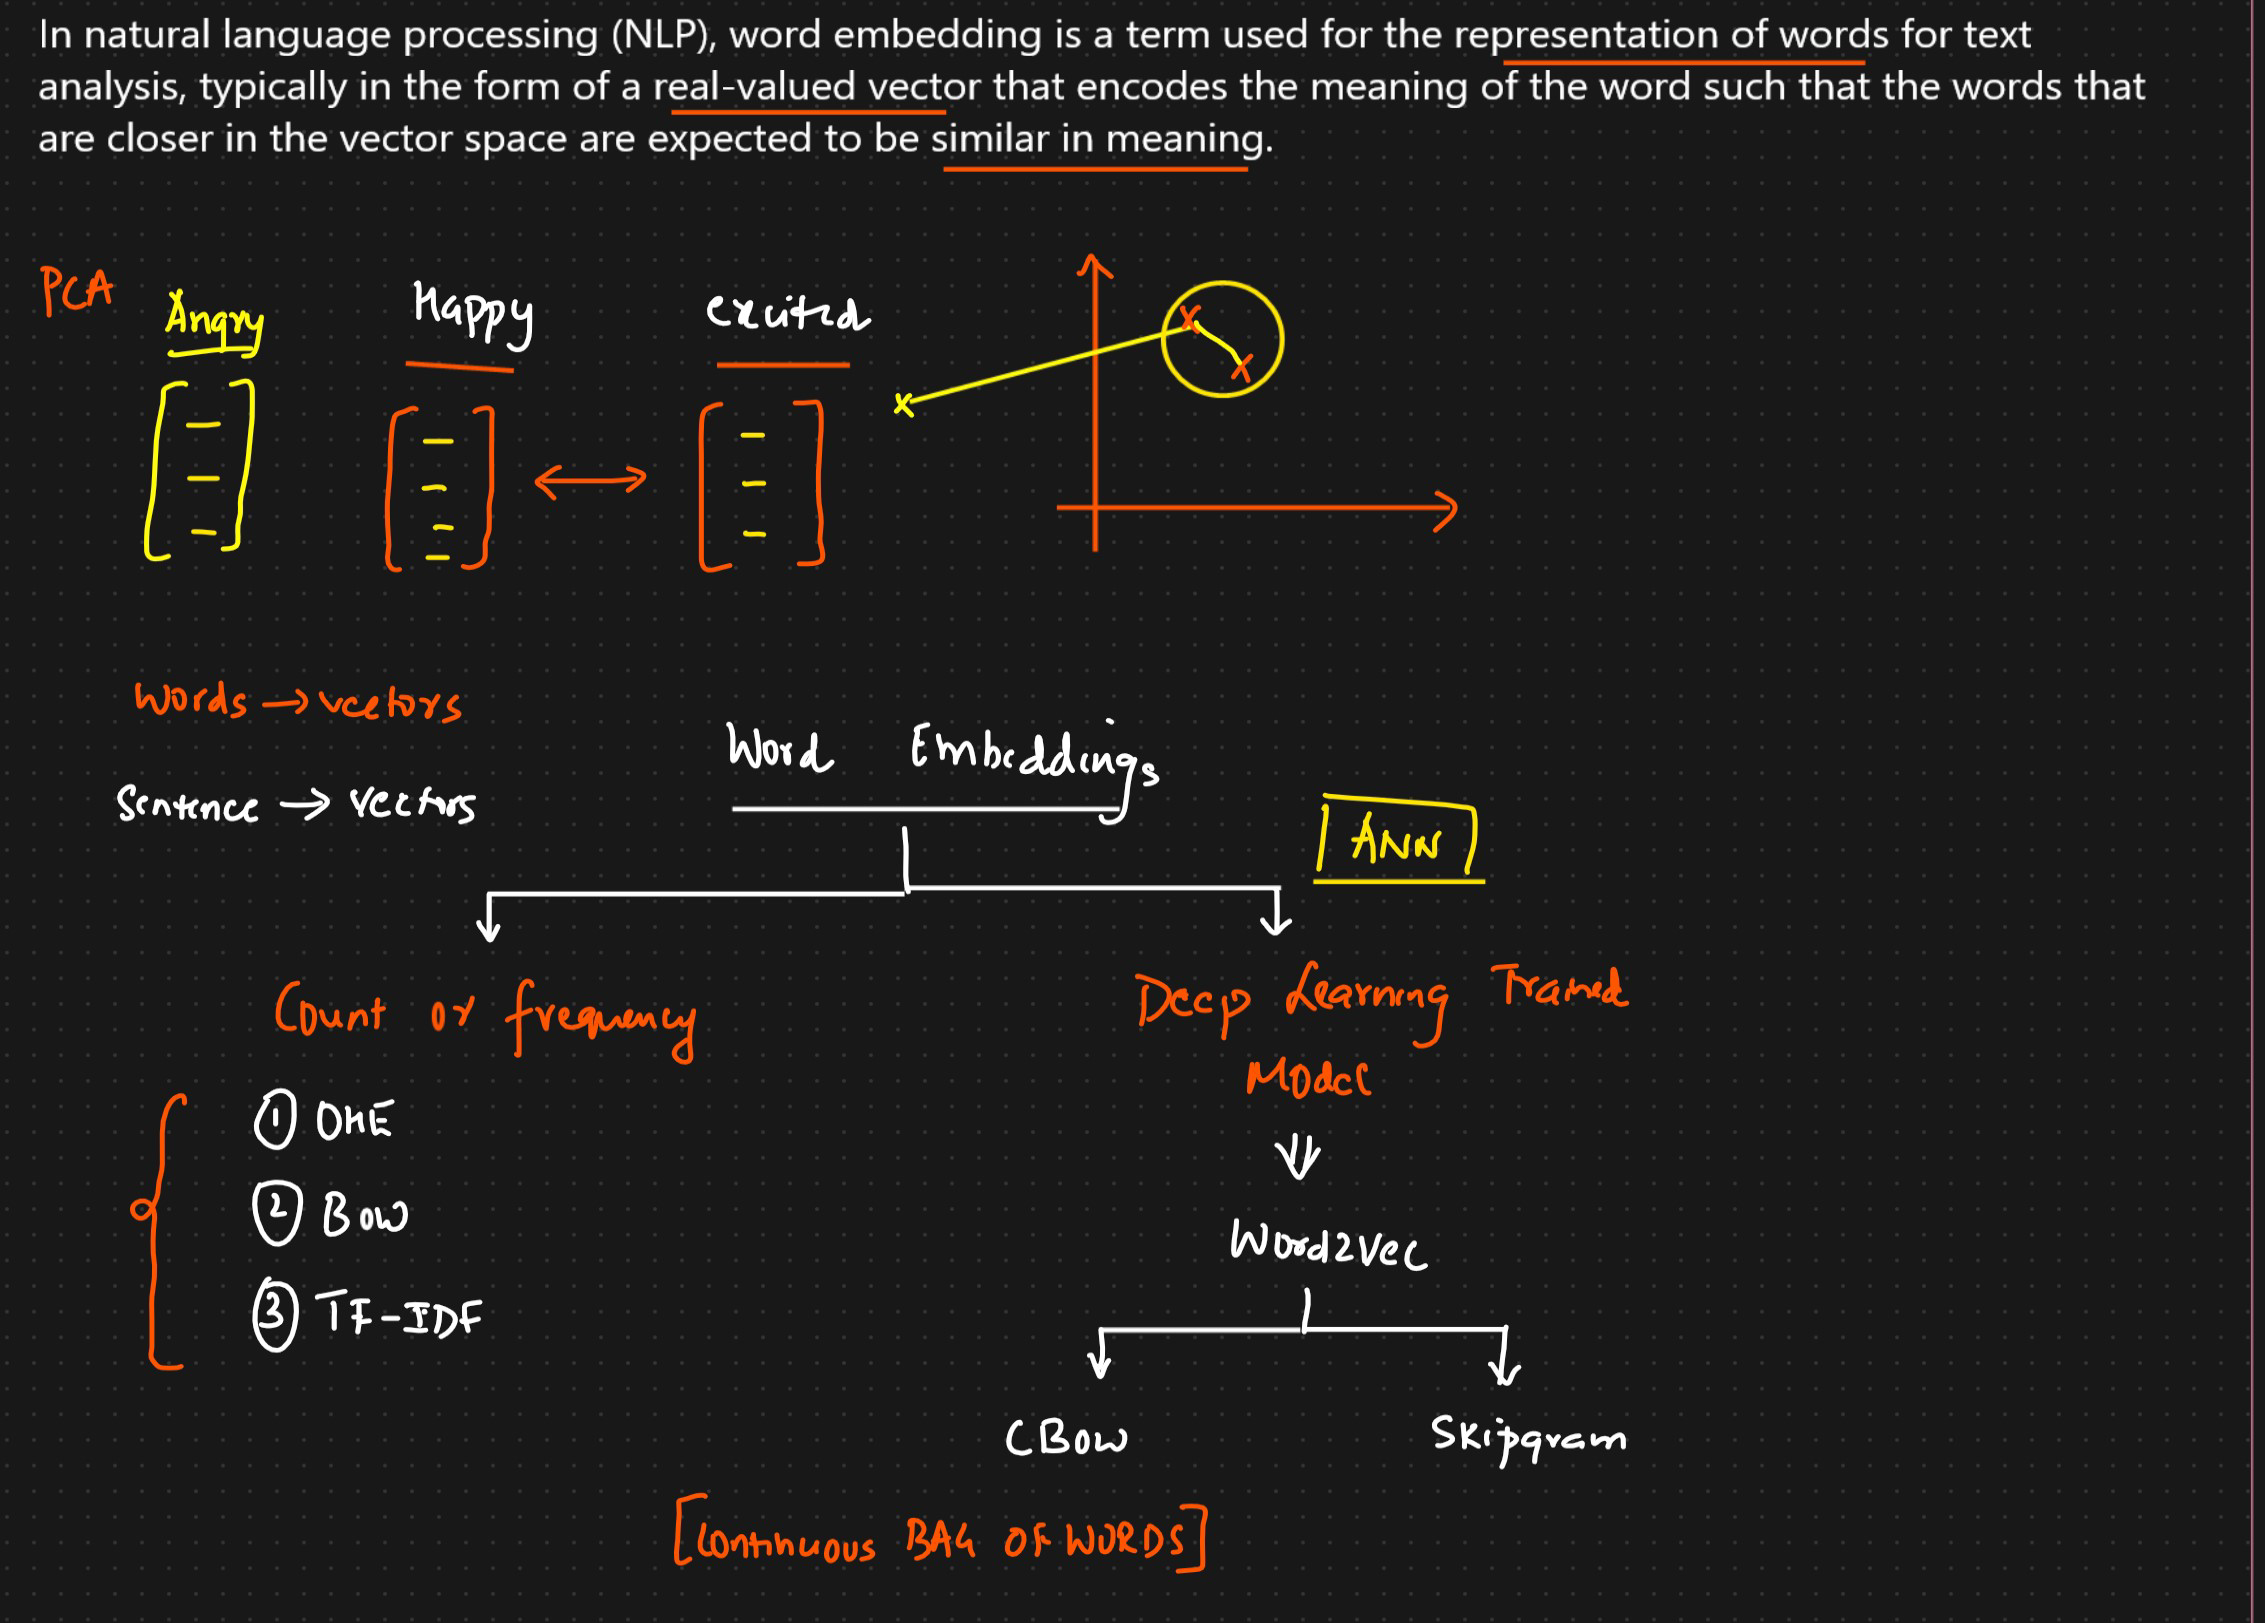 In natural language processing (NLP), word embedding is a term used for the representation of words for text
analysis, typically in the form of a real-valued vector that encodes the meaning of the word such that the words that
are closer in the vector space are expected to be similar in meaning.
PCA
Angry
Happy
excited
Words → vectors
Sentence → vectors
Word Embeddings
ANN
Count or frequency
Deep Learning Trained
Model
① OHE
② BOW
③ TF-IDF
Word2vec
CBOW
Skipgram
[Continuous BAG OF WORDS]